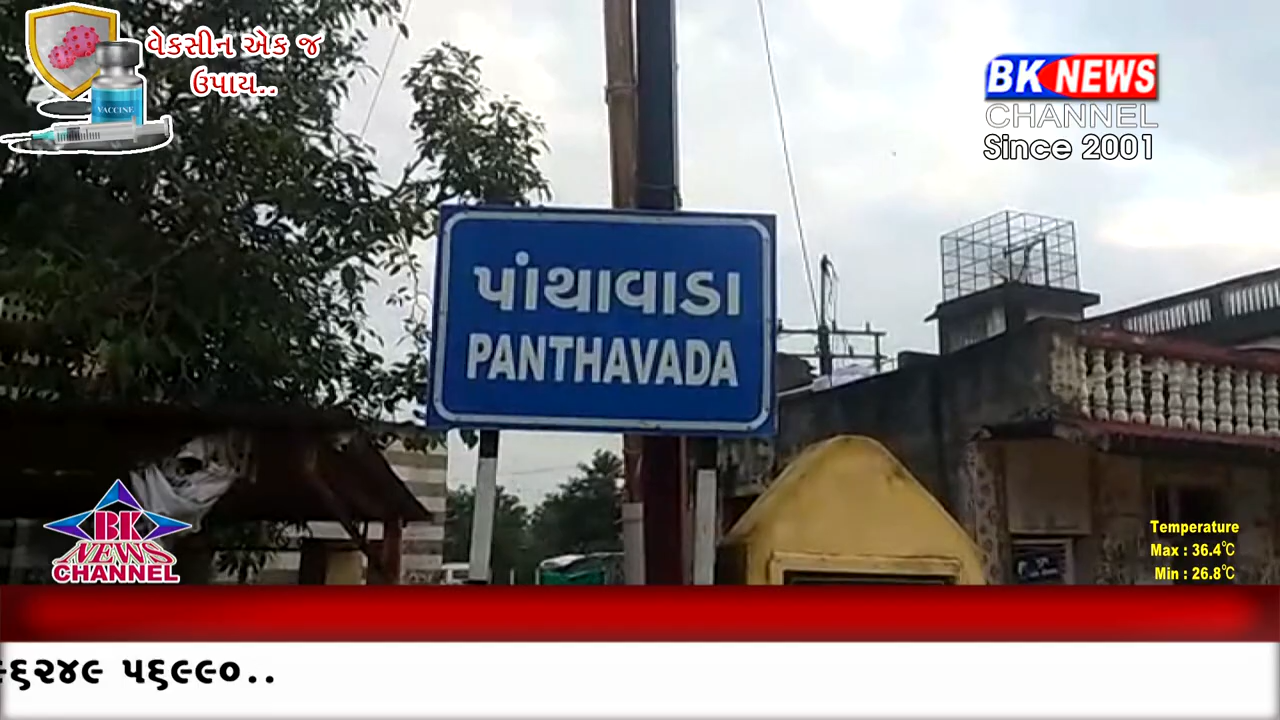 વેકસીન એક જ
ઉપાય..
VACCINE
BK NEWS
CHANNEL
Since 2001
પાંથાવાડા
PANTHAVADA
BK
NEWS
CHANNEL
Temperature
Max : 36.4℃
Min : 26.8℃
૯૬૨૪૯ ૫૬૯૯૦..